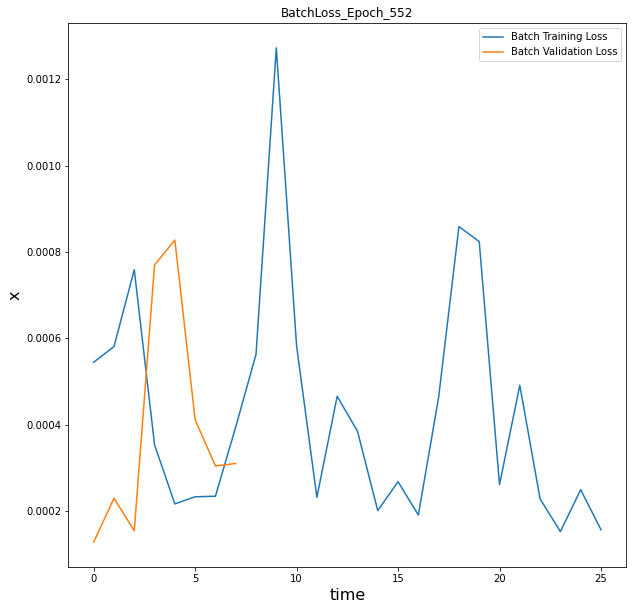 BatchLoss_Epoch_552
Batch Training Loss
Batch Validation Loss
0.0012
0.0010
0.0008
0.0006
0.0004
0.0002
x
0 5 10 15 20 25
time